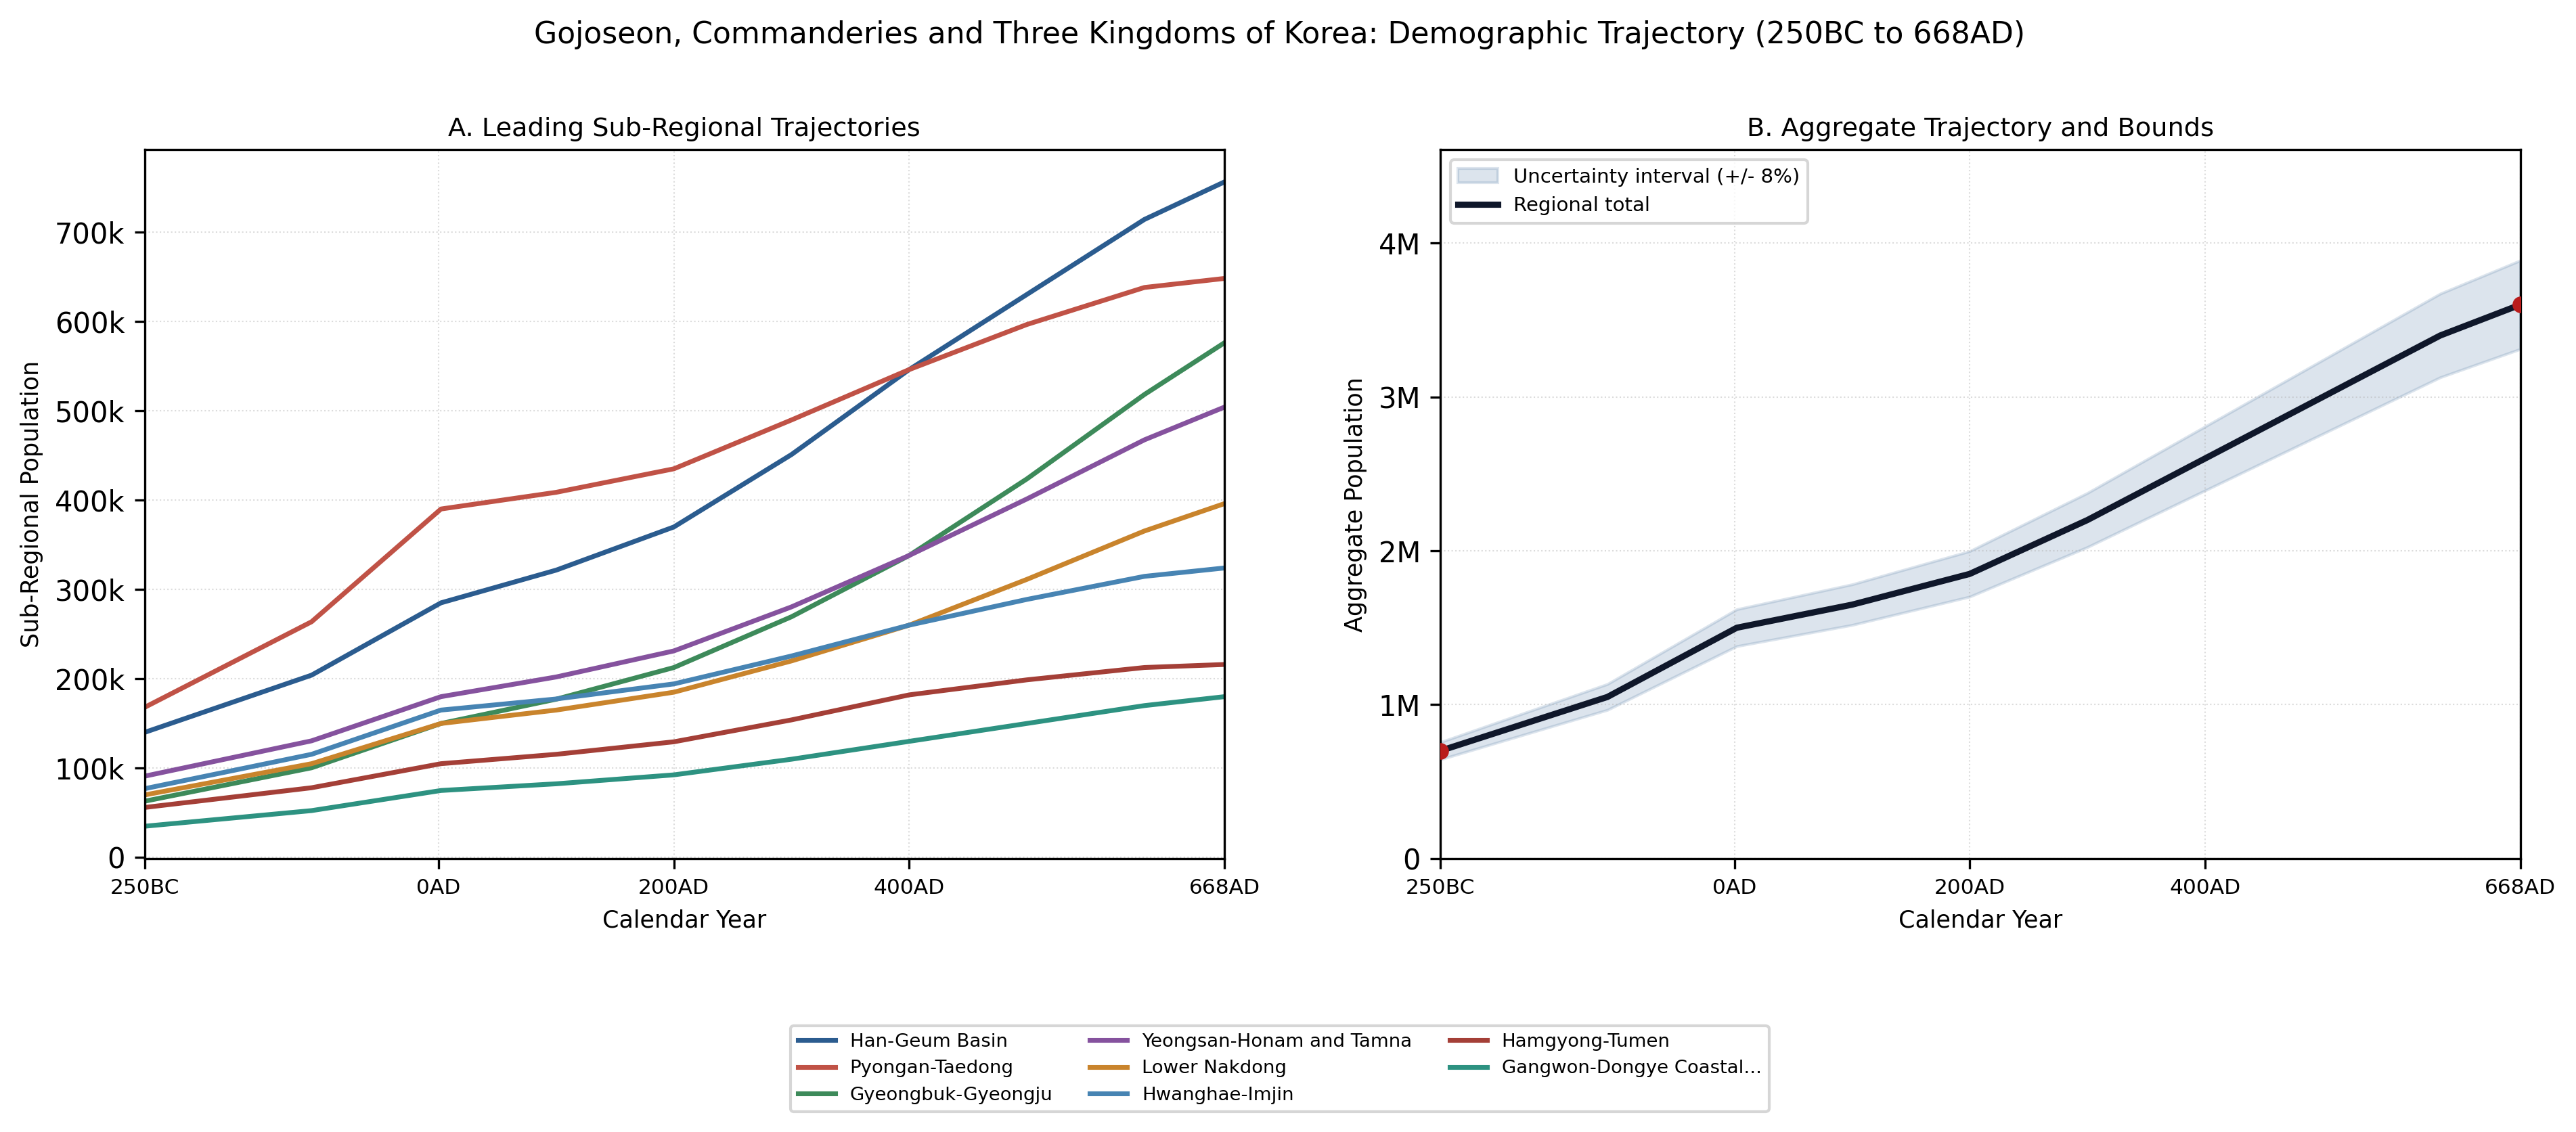 Gojoseon, Commanderies and Three Kingdoms of Korea: Demographic Trajectory (250BC to 668AD)
A. Leading Sub-Regional Trajectories
Sub-Regional Population
700k
600k
500k
400k
300k
200k
100k
0
250BC
0AD
200AD
400AD
668AD
Calendar Year
B. Aggregate Trajectory and Bounds
Uncertainty interval (+/- 8%)
Regional total
Aggregate Population
4M
3M
2M
1M
0
250BC
0AD
200AD
400AD
668AD
Calendar Year
Han-Geum Basin
Pyongan-Taedong
Gyeongbuk-Gyeongju
Yeongsan-Honam and Tamna
Lower Nakdong
Hwanghae-Imjin
Hamgyong-Tumen
Gangwon-Dongye Coastal...